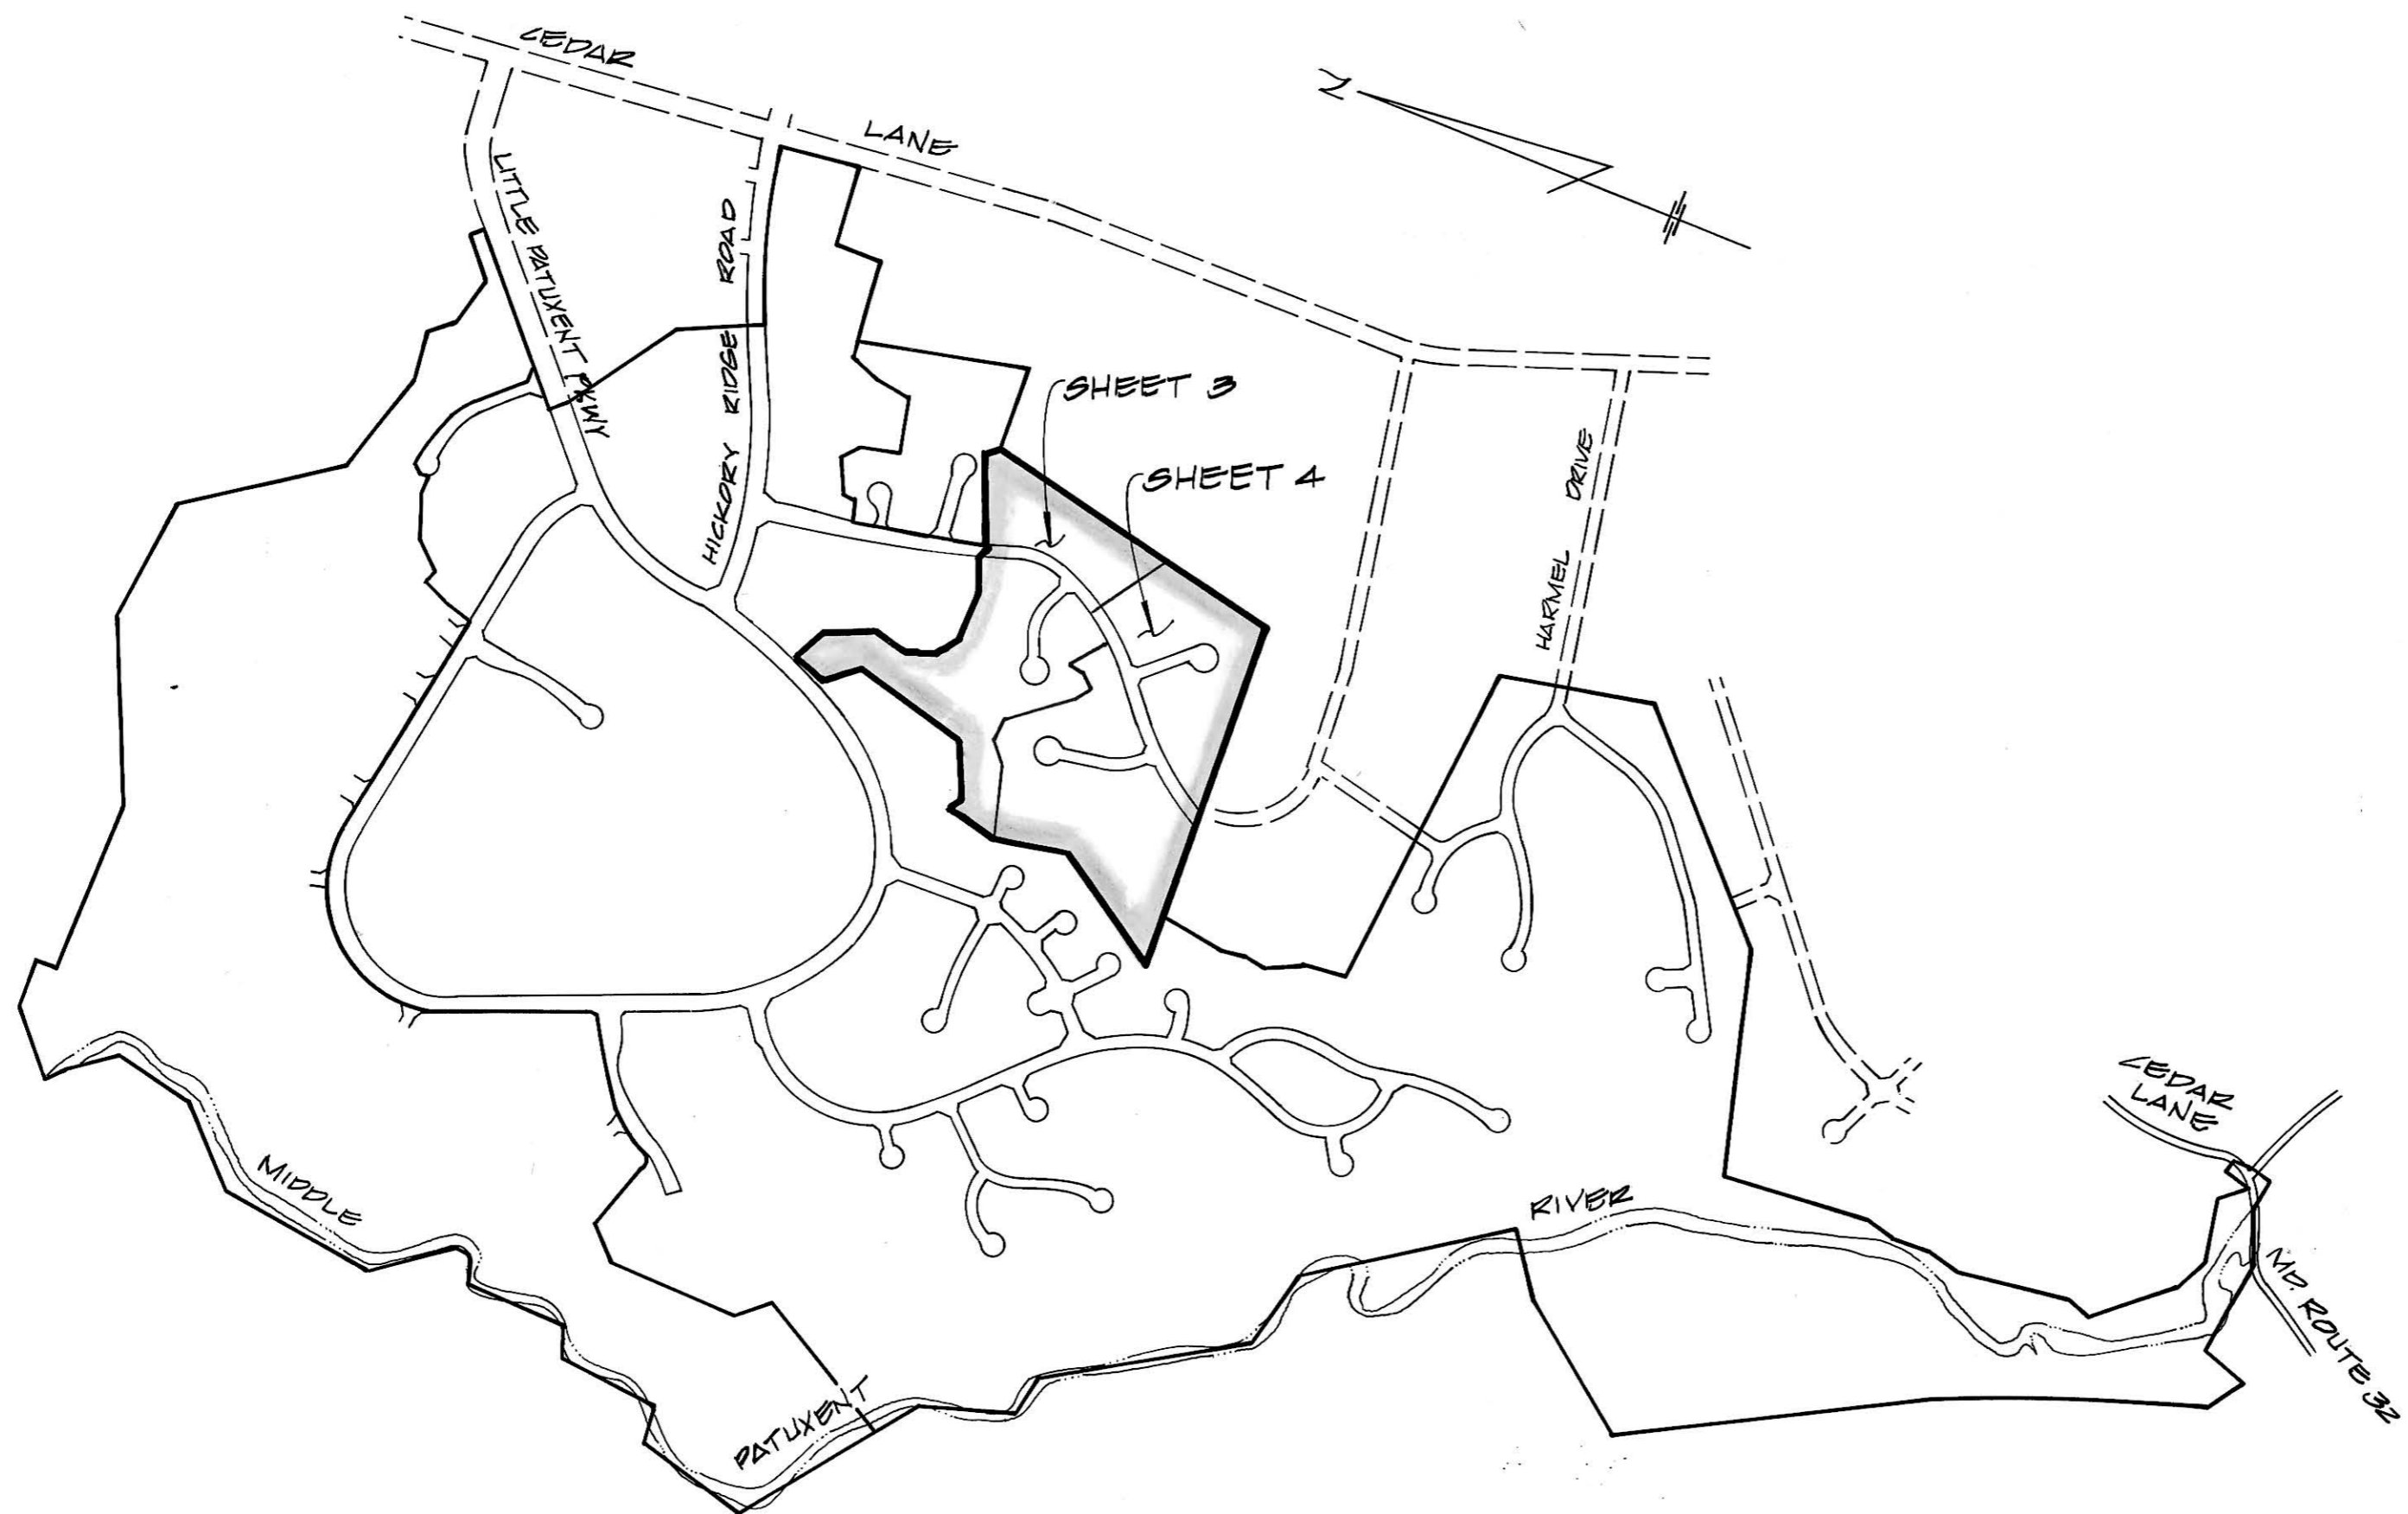 CEDAR
LANE
N
LITTLE PATUXENT PKWY
HICKORY RIDGE ROAD
SHEET 3
SHEET 4
HARMEL DRIVE
CEDAR
LANE
MIDDLE
PATUXENT
RIVER
MD. ROUTE 32